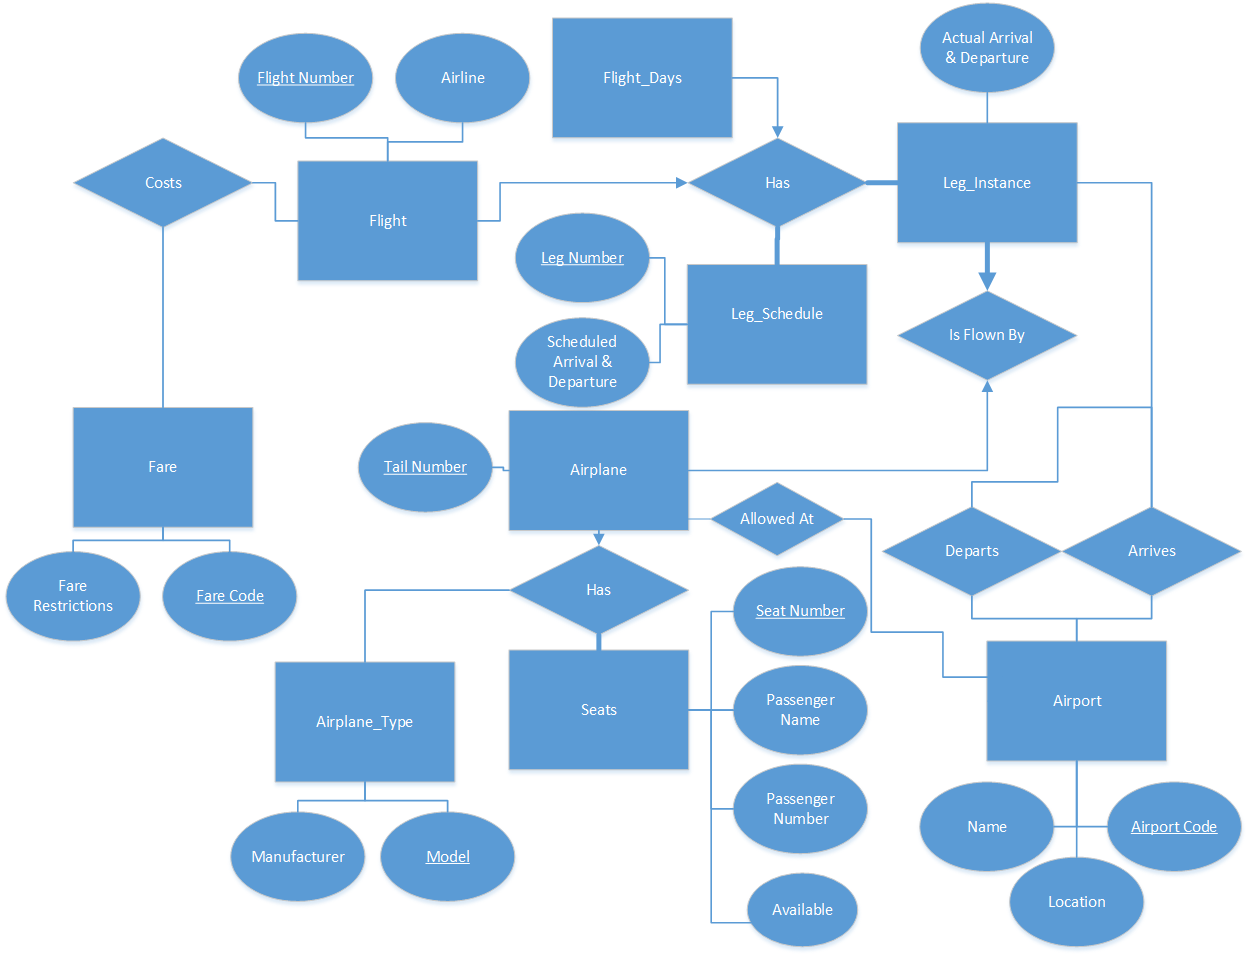 Actual Arrival
& Departure
Flight Number
Airline
Flight_Days
Costs
Has
Leg_Instance
Flight
Leg Number
Leg_Schedule
Scheduled
Arrival &
Departure
Is Flown By
Fare
Tail Number
Airplane
Allowed At
Departs
Arrives
Fare
Restrictions
Fare Code
Has
Seat Number
Airplane_Type
Seats
Passenger
Name
Airport
Passenger
Number
Manufacturer
Model
Name
Airport Code
Available
Location